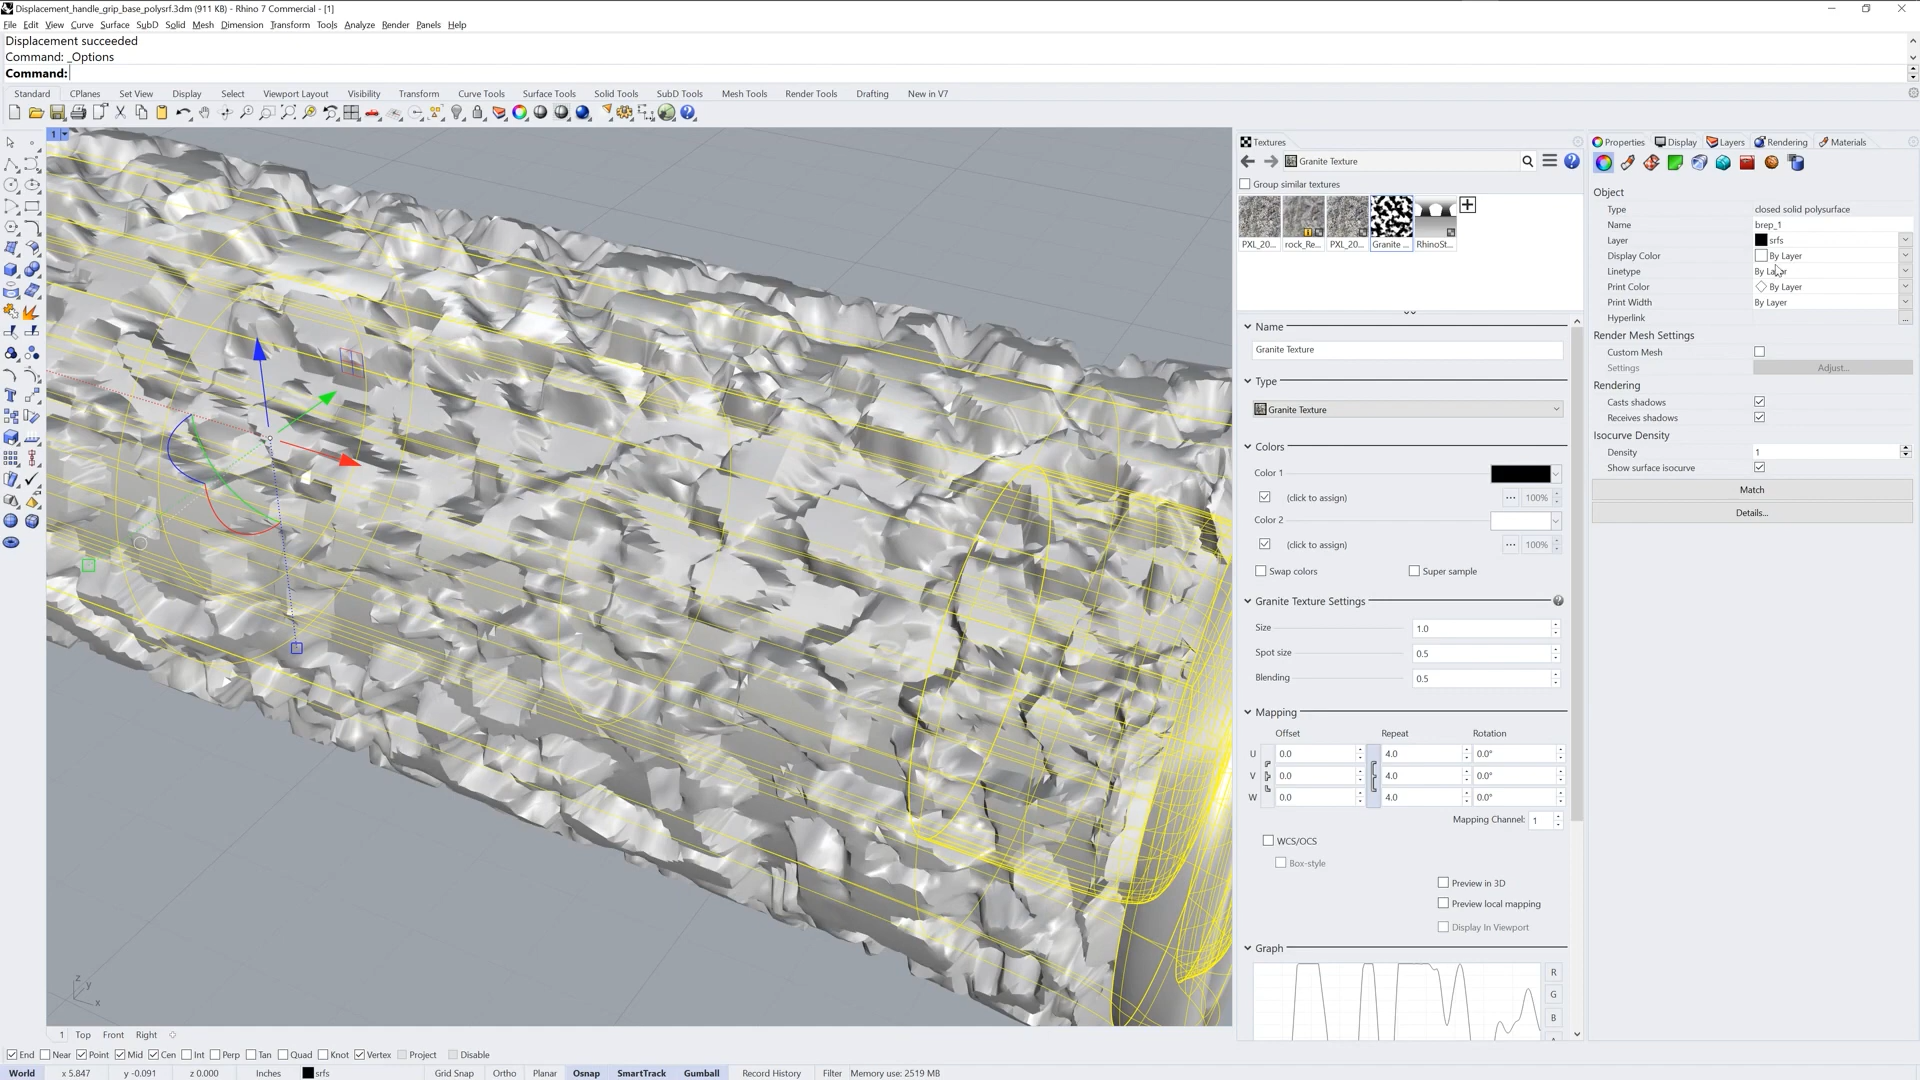 Displacement_handle_grip_base_polysrf.3dm (911 KB) - Rhino 7 Commercial - [1]
File Edit View Curve Surface SubD Solid Mesh Dimension Transform Tools Analyze Render Panels Help
Displacement succeeded
Command: _Options
Command:
Standard CPlanes Set View Display Select Viewport Layout Visibility Transform Curve Tools Surface Tools Solid Tools SubD Tools Mesh Tools Render Tools Drafting New in V7
1
Textures
Granite Texture
Group similar textures
PXL_20... rock_Re... PXL_20... Granite ... RhinoSt...
Name
Granite Texture
Type
Granite Texture
Colors
Color 1
(click to assign) ... 100%
Color 2
(click to assign) ... 100%
Swap colors Super sample
Granite Texture Settings
Size 1.0
Spot size 0.5
Blending 0.5
Mapping
Offset Repeat Rotation
U 0.0 4.0 0.0°
V 0.0 4.0 0.0°
W 0.0 4.0 0.0°
Mapping Channel: 1
WCS/OCS
Box-style
Preview in 3D
Preview local mapping
Display In Viewport
Graph
R
G
B
Properties Display Layers Rendering Materials
Object
Type closed solid polysurface
Name brep_1
Layer srfs
Display Color By Layer
Linetype By Layer
Print Color By Layer
Print Width By Layer
Hyperlink ...
Render Mesh Settings
Custom Mesh
Settings Adjust...
Rendering
Casts shadows
Receives shadows
Isocurve Density
Density 1
Show surface isocurve
Match
Details...
z
y
x
1 Top Front Right
End Near Point Mid Cen Int Perp Tan Quad Knot Vertex Project Disable
World x 5.847 y -0.091 z 0.000 Inches srfs Grid Snap Ortho Planar Osnap SmartTrack Gumball Record History Filter Memory use: 2519 MB